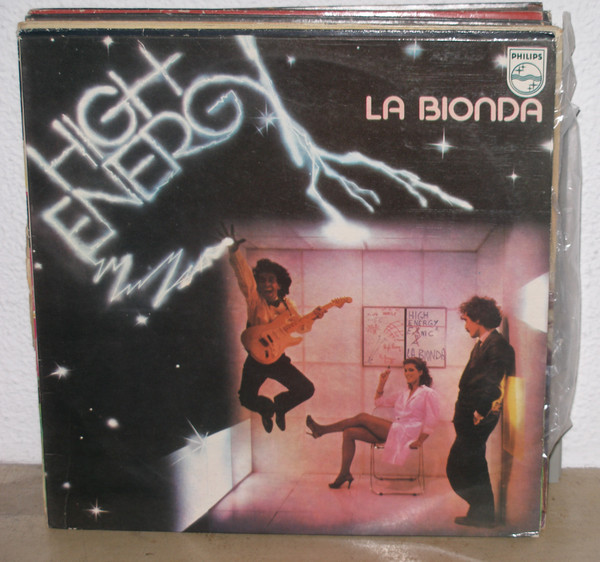 PHILIPS
LA BIONDA
HIGH
ENERGY
HIGH
ENERGY
LA BIONDA